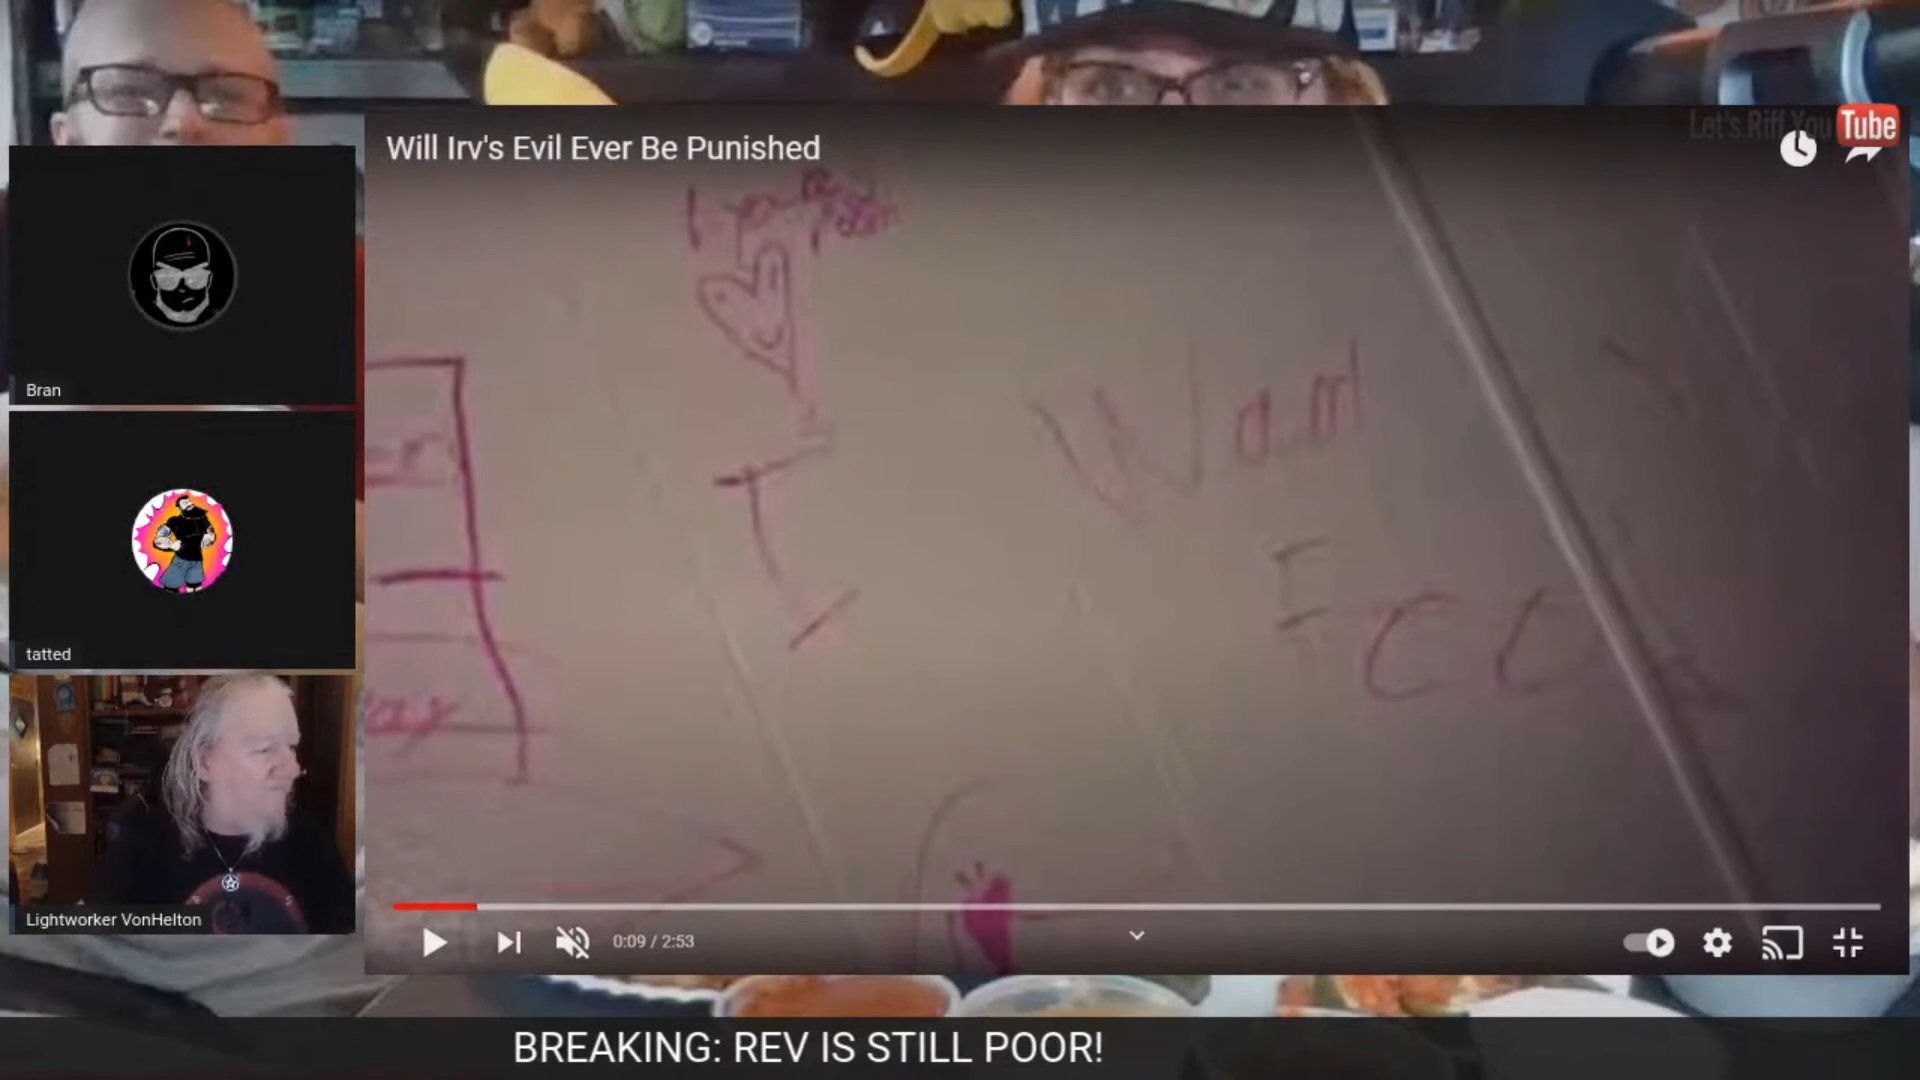 Let's Riff YouTube
Will Irv's Evil Ever Be Punished
Bran
I
Want
tatted
Lightworker VonHelton
0:09 / 2:53
BREAKING: REV IS STILL POOR!